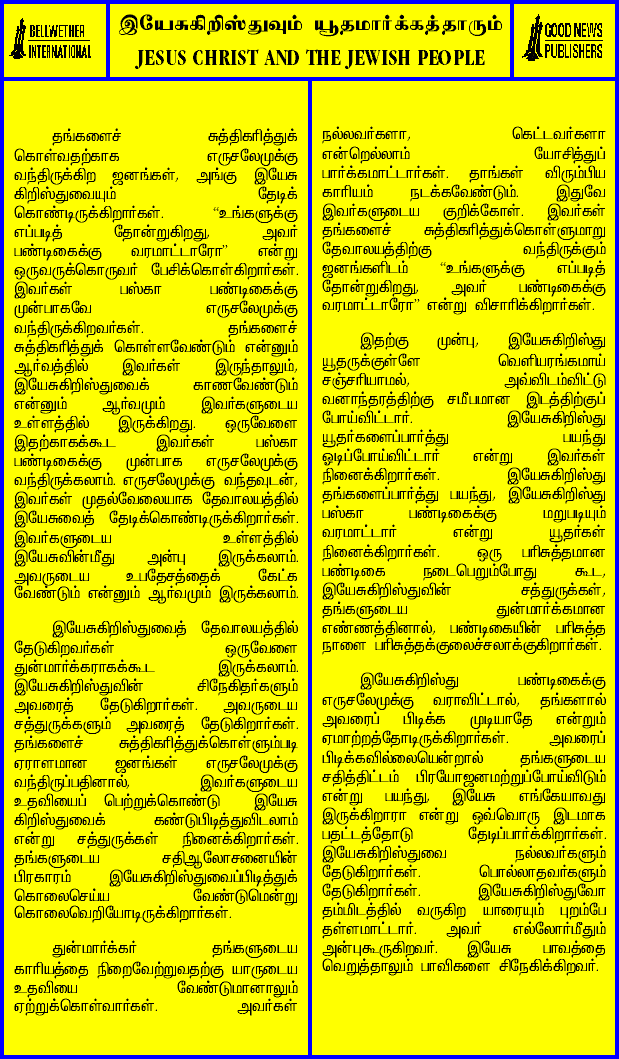 BELLWETHER
INTERNATIONAL
இயேசுகிறிஸ்துவும் யூதமார்க்கத்தாரும்
JESUS CHRIST AND THE JEWISH PEOPLE
GOOD NEWS
PUBLISHERS
தங்களைச் சுத்திகரித்துக்
கொள்வதற்காக எருசலேமுக்கு
வந்திருக்கிற ஜனங்கள், அங்கு இயேசு
கிறிஸ்துவையும் தேடிக்
கொண்டிருக்கிறார்கள். “உங்களுக்கு
எப்படித் தோன்றுகிறது, அவர்
பண்டிகைக்கு வரமாட்டாரோ” என்று
ஒருவருக்கொருவர் பேசிக்கொள்கிறார்கள்.
இவர்கள் பஸ்கா பண்டிகைக்கு
முன்பாகவே எருசலேமுக்கு
வந்திருக்கிறவர்கள். தங்களைச்
சுத்திகரித்துக் கொள்ளவேண்டும் என்னும்
ஆர்வத்தில் இவர்கள் இருந்தாலும்,
இயேசுகிறிஸ்துவைக் காணவேண்டும்
என்னும் ஆர்வமும் இவர்களுடைய
உள்ளத்தில் இருக்கிறது. ஒருவேளை
இதற்காகக்கூட இவர்கள் பஸ்கா
பண்டிகைக்கு முன்பாக எருசலேமுக்கு
வந்திருக்கலாம். எருசலேமுக்கு வந்தவுடன்,
இவர்கள் முதல்வேலையாக தேவாலயத்தில்
இயேசுவைத் தேடிக்கொண்டிருக்கிறார்கள்.
இவர்களுடைய உள்ளத்தில்
இயேசுவின்மீது அன்பு இருக்கலாம்.
அவருடைய உபதேசத்தைக் கேட்க
வேண்டும் என்னும் ஆர்வமும் இருக்கலாம்.
இயேசுகிறிஸ்துவைத் தேவாலயத்தில்
தேடுகிறவர்கள் ஒருவேளை
துன்மார்க்கராகக்கூட இருக்கலாம்.
இயேசுகிறிஸ்துவின் சிநேகிதர்களும்
அவரைத் தேடுகிறார்கள். அவருடைய
சத்துருக்களும் அவரைத் தேடுகிறார்கள்.
தங்களைச் சுத்திகரித்துக்கொள்ளும்படி
ஏராளமான ஜனங்கள் எருசலேமுக்கு
வந்திருப்பதினால், இவர்களுடைய
உதவியைப் பெற்றுக்கொண்டு இயேசு
கிறிஸ்துவைக் கண்டுபிடித்துவிடலாம்
என்று சத்துருக்கள் நினைக்கிறார்கள்.
தங்களுடைய சதிஆலோசனையின்
பிரகாரம் இயேசுகிறிஸ்துவைப்பிடித்துக்
கொலைசெய்ய வேண்டுமென்று
கொலைவெறியோடிருக்கிறார்கள்.
துன்மார்க்கர் தங்களுடைய
காரியத்தை நிறைவேற்றுவதற்கு யாருடைய
உதவியை வேண்டுமானாலும்
ஏற்றுக்கொள்வார்கள். அவர்கள்
நல்லவர்களா, கெட்டவர்களா
என்றெல்லாம் யோசித்துப்
பார்க்கமாட்டார்கள். தாங்கள் விரும்பிய
காரியம் நடக்கவேண்டும். இதுவே
இவர்களுடைய குறிக்கோள். இவர்கள்
தங்களைச் சுத்திகரித்துக்கொள்ளுமாறு
தேவாலயத்திற்கு வந்திருக்கும்
ஜனங்களிடம் “உங்களுக்கு எப்படித்
தோன்றுகிறது, அவர் பண்டிகைக்கு
வரமாட்டாரோ” என்று விசாரிக்கிறார்கள்.
இதற்கு முன்பு, இயேசுகிறிஸ்து
யூதருக்குள்ளே வெளியரங்கமாய்
சஞ்சரியாமல், அவ்விடம்விட்டு
வனாந்தரத்திற்கு சமீபமான இடத்திற்குப்
போய்விட்டார். இயேசுகிறிஸ்து
யூதர்களைப்பார்த்து பயந்து
ஓடிப்போய்விட்டார் என்று இவர்கள்
நினைக்கிறார்கள். இயேசுகிறிஸ்து
தங்களைப்பார்த்து பயந்து, இயேசுகிறிஸ்து
பஸ்கா பண்டிகைக்கு மறுபடியும்
வரமாட்டார் என்று யூதர்கள்
நினைக்கிறார்கள். ஒரு பரிசுத்தமான
பண்டிகை நடைபெறும்போது கூட,
இயேசுகிறிஸ்துவின் சத்துருக்கள்,
தங்களுடைய துன்மார்க்கமான
எண்ணத்தினால், பண்டிகையின் பரிசுத்த
நாளை பரிசுத்தக்குலைச்சலாக்குகிறார்கள்.
இயேசுகிறிஸ்து பண்டிகைக்கு
எருசலேமுக்கு வராவிட்டால், தங்களால்
அவரைப் பிடிக்க முடியாதே என்றும்
ஏமாற்றத்தோடிருக்கிறார்கள். அவரைப்
பிடிக்கவில்லையென்றால் தங்களுடைய
சதித்திட்டம் பிரயோஜனமற்றுப்போய்விடும்
என்று பயந்து, இயேசு எங்கேயாவது
இருக்கிறாரா என்று ஒவ்வொரு இடமாக
பதட்டத்தோடு தேடிப்பார்க்கிறார்கள்.
இயேசுகிறிஸ்துவை நல்லவர்களும்
தேடுகிறார்கள். பொல்லாதவர்களும்
தேடுகிறார்கள். இயேசுகிறிஸ்துவோ
தம்மிடத்தில் வருகிற யாரையும் புறம்பே
தள்ளமாட்டார். அவர் எல்லோர்மீதும்
அன்புகூருகிறவர். இயேசு பாவத்தை
வெறுத்தாலும் பாவிகளை சிநேகிக்கிறவர்.